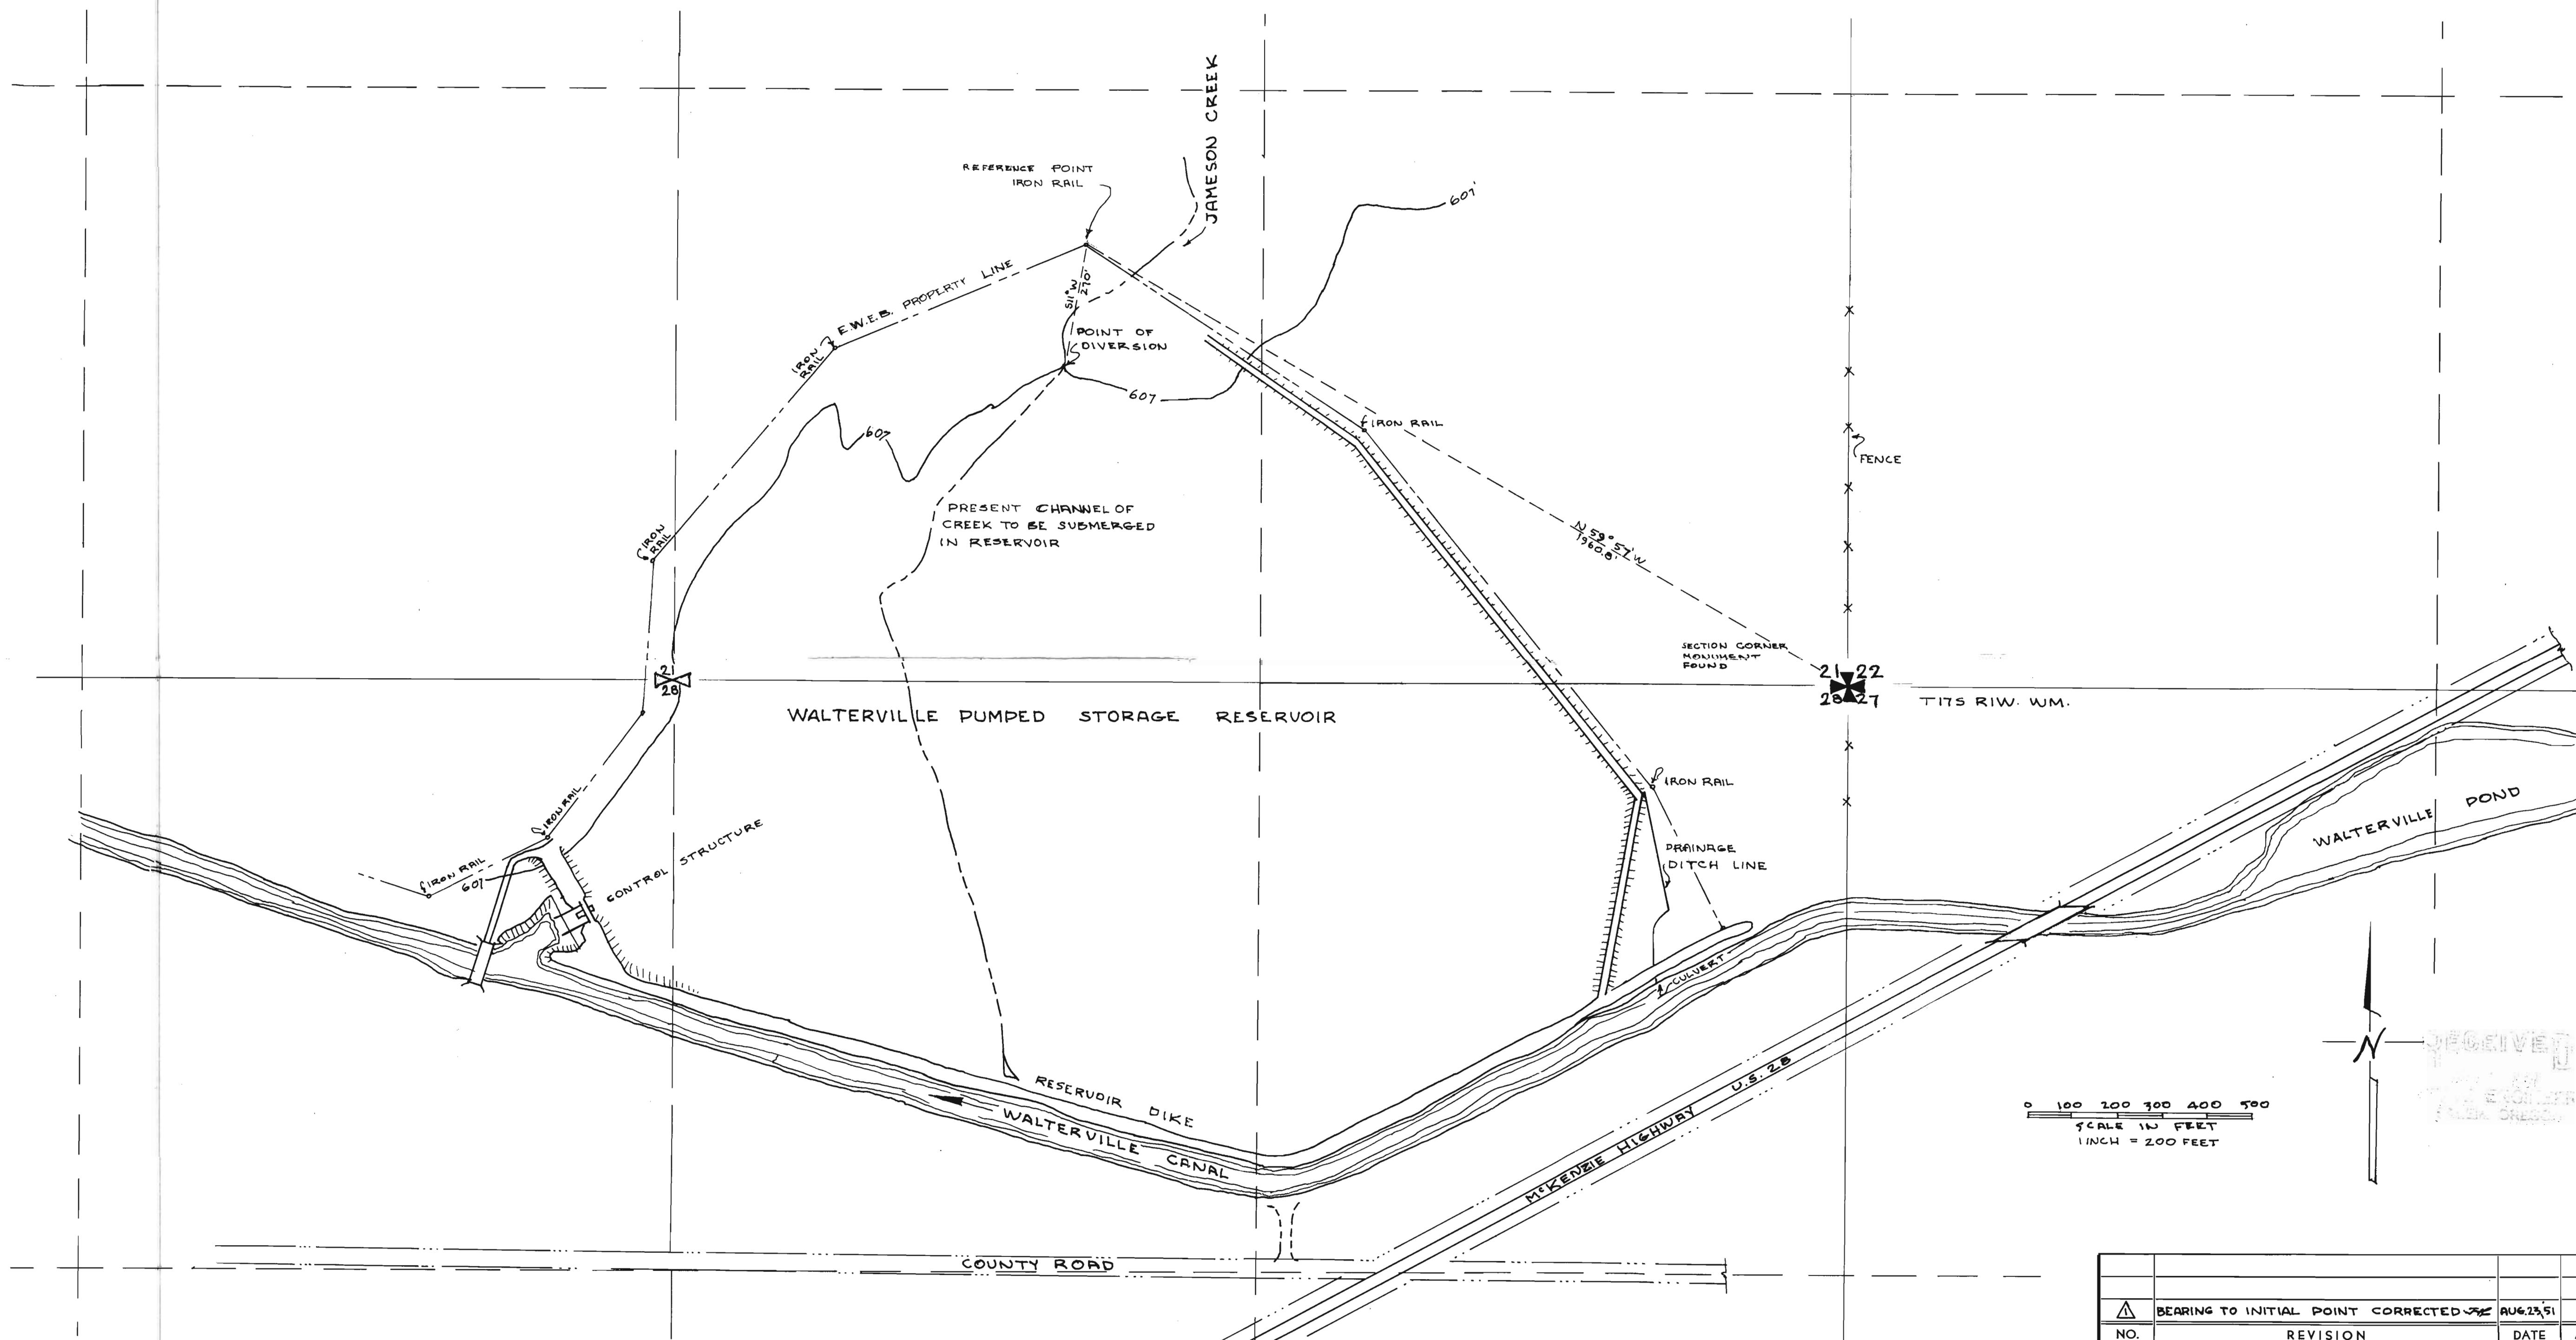 JAMESON CREEK
REFERENCE POINT
IRON RAIL
607'
E.W.E.B. PROPERTY LINE
S11°W
270'
POINT OF
DIVERSION
IRON
RAIL
607
607
IRON RAIL
FENCE
PRESENT CHANNEL OF
CREEK TO BE SUBMERGED
IN RESERVOIR
IRON
RAIL
N 59° 57' W
1960.8'
SECTION CORNER
MONUMENT
FOUND
21
28
21 22
28 27
T17S R1W. WM.
WALTERVILLE PUMPED STORAGE RESERVOIR
IRON RAIL
IRON RAIL
WALTERVILLE POND
CONTROL STRUCTURE
DRAINAGE
DITCH LINE
IRON RAIL
607
CULVERT
N
RESERVOIR DIKE
WALTERVILLE CANAL
U.S. 28
McKENZIE HIGHWAY
0 100 200 300 400 500
SCALE IN FEET
1 INCH = 200 FEET
RECEIVED
COUNTY ROAD
1 BEARING TO INITIAL POINT CORRECTED AUG.23,'51
NO. REVISION DATE